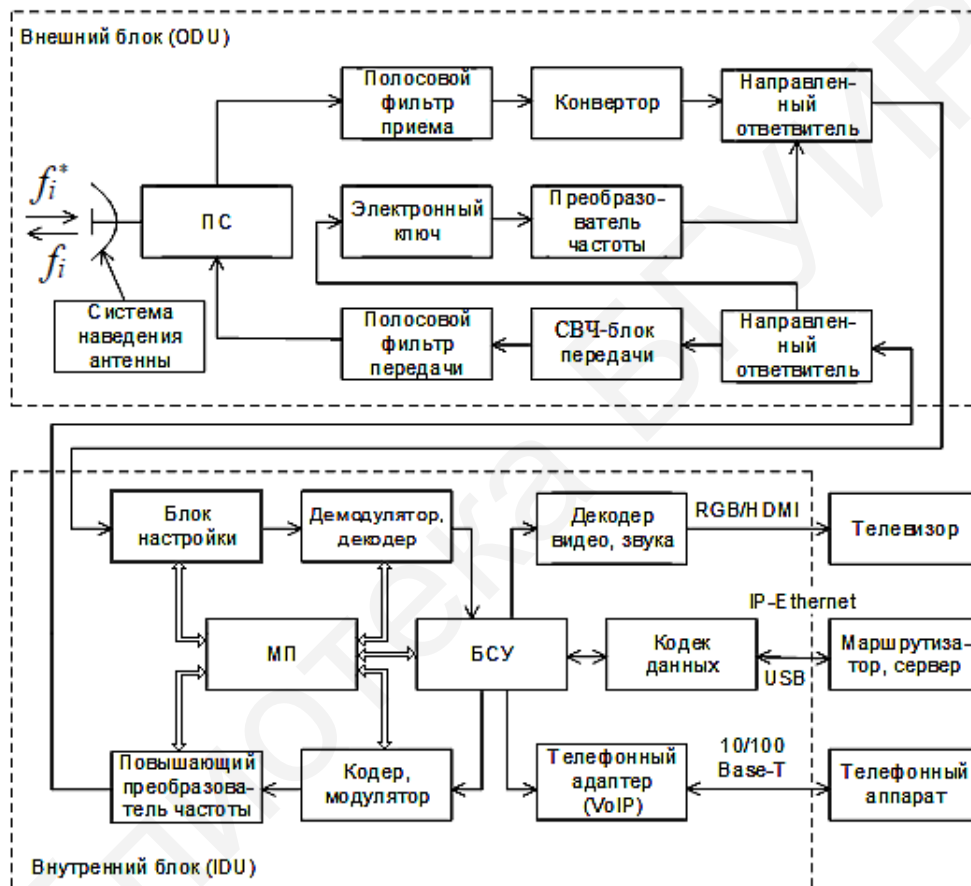 Внешний блок (ODU)
Полосовой
фильтр
приема
Конвертор
Направлен-
ный
ответвитель
f_i^*
f_i
ПС
Электронный
ключ
Преобразо-
ватель
частоты
Система
наведения
антенны
Полосовой
фильтр
передачи
СВЧ-блок
передачи
Направлен-
ный
ответвитель
Блок
настройки
Демодулятор,
декодер
Декодер
видео, звука
RGB/HDMI
Телевизор
IP-Ethernet
МП
БСУ
Кодек
данных
USB
Маршрутиза-
тор, сервер
Повышающий
преобразова-
тель частоты
Кодер,
модулятор
Телефонный
адаптер
(VoIP)
10/100
Base-T
Телефонный
аппарат
Внутренний блок (IDU)
БГУИР